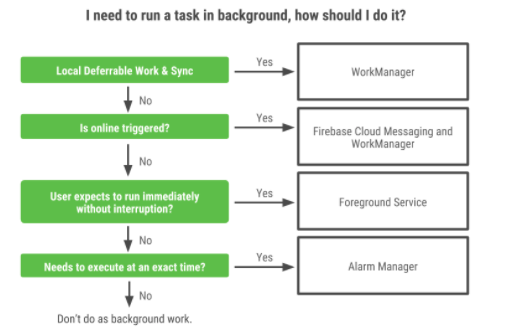 I need to run a task in background, how should I do it?
Local Deferrable Work & Sync
Yes
WorkManager
No
Is online triggered?
Yes
Firebase Cloud Messaging and
WorkManager
No
User expects to run immediately
without interruption?
Yes
Foreground Service
No
Needs to execute at an exact time?
Yes
Alarm Manager
No
Don't do as background work.